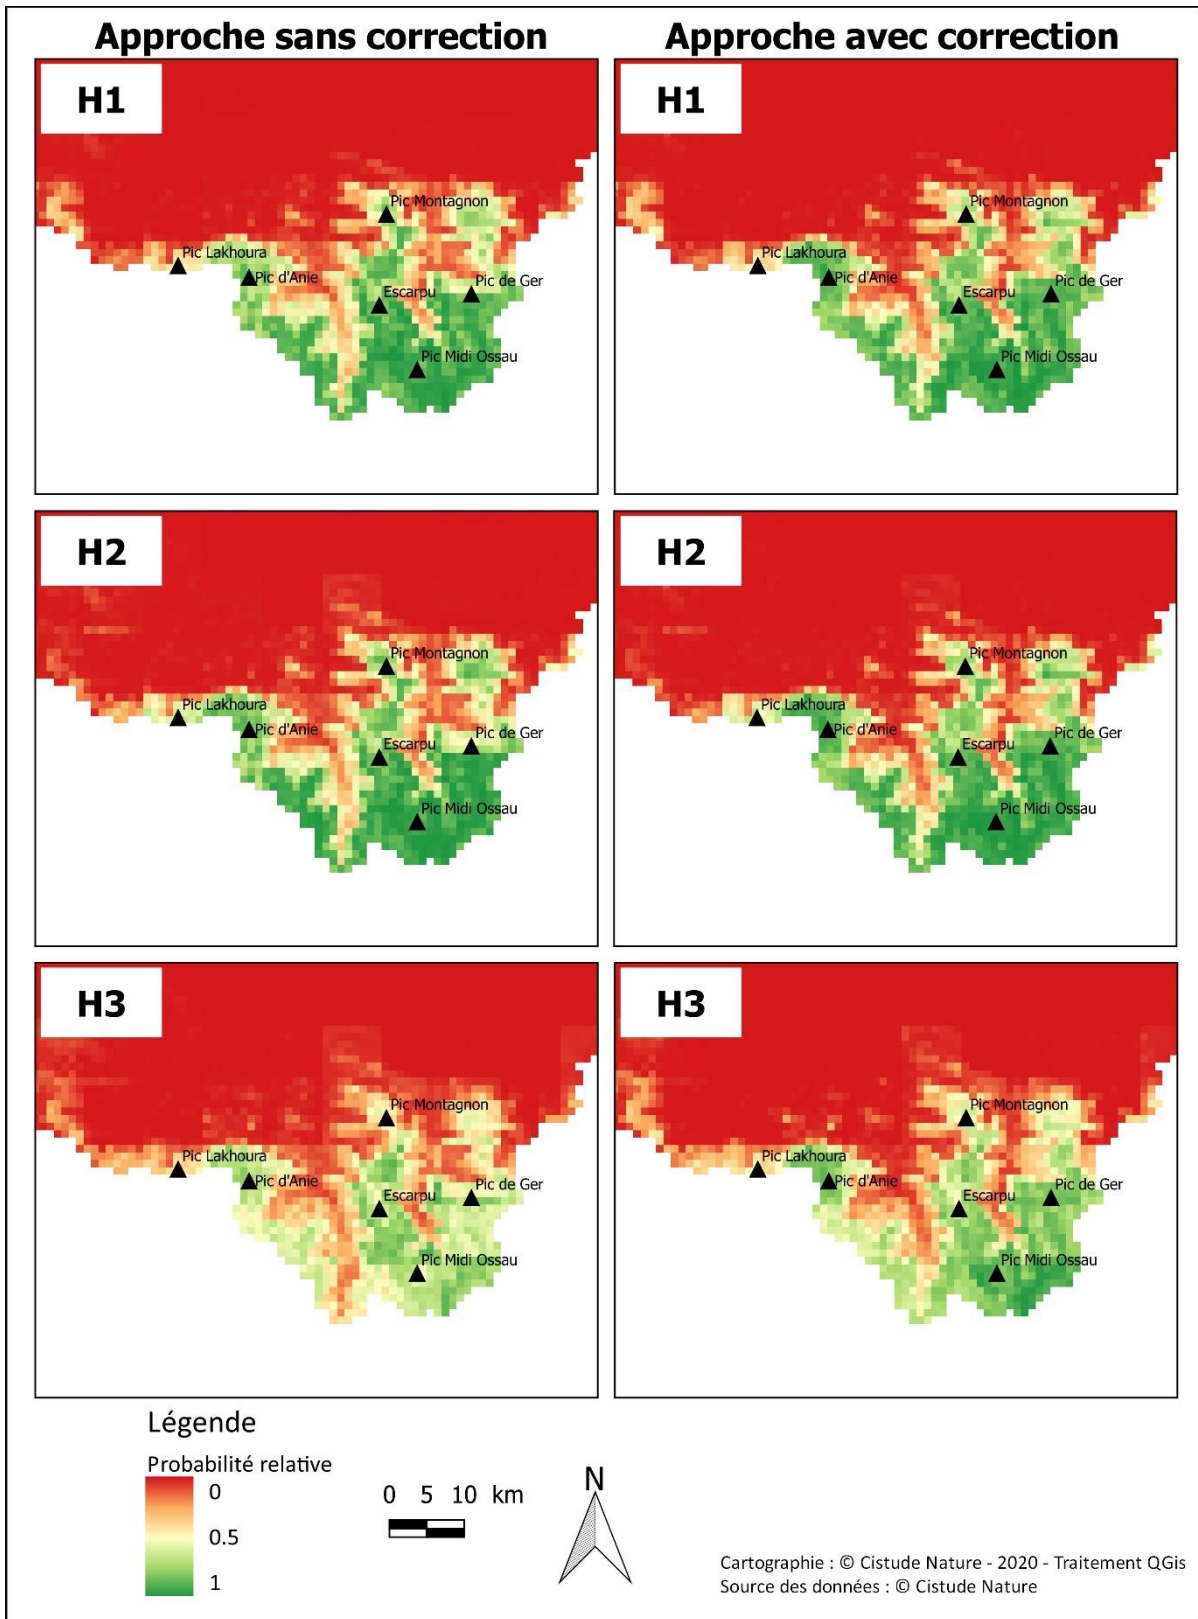 Approche sans correction
Approche avec correction
H1
Pic Montagnon
Pic Lakhoura
Pic d'Anie
Escarpu
Pic de Ger
Pic Midi Ossau
H1
Pic Montagnon
Pic Lakhoura
Pic d'Anie
Escarpu
Pic de Ger
Pic Midi Ossau
H2
Pic Montagnon
Pic Lakhoura
Pic d'Anie
Escarpu
Pic de Ger
Pic Midi Ossau
H2
Pic Montagnon
Pic Lakhoura
Pic d'Anie
Escarpu
Pic de Ger
Pic Midi Ossau
H3
Pic Montagnon
Pic Lakhoura
Pic d'Anie
Escarpu
Pic de Ger
Pic Midi Ossau
H3
Pic Montagnon
Pic Lakhoura
Pic d'Anie
Escarpu
Pic de Ger
Pic Midi Ossau
Légende
Probabilité relative
0
0.5
1
0 5 10 km
N
Cartographie : © Cistude Nature - 2020 - Traitement QGis
Source des données : © Cistude Nature